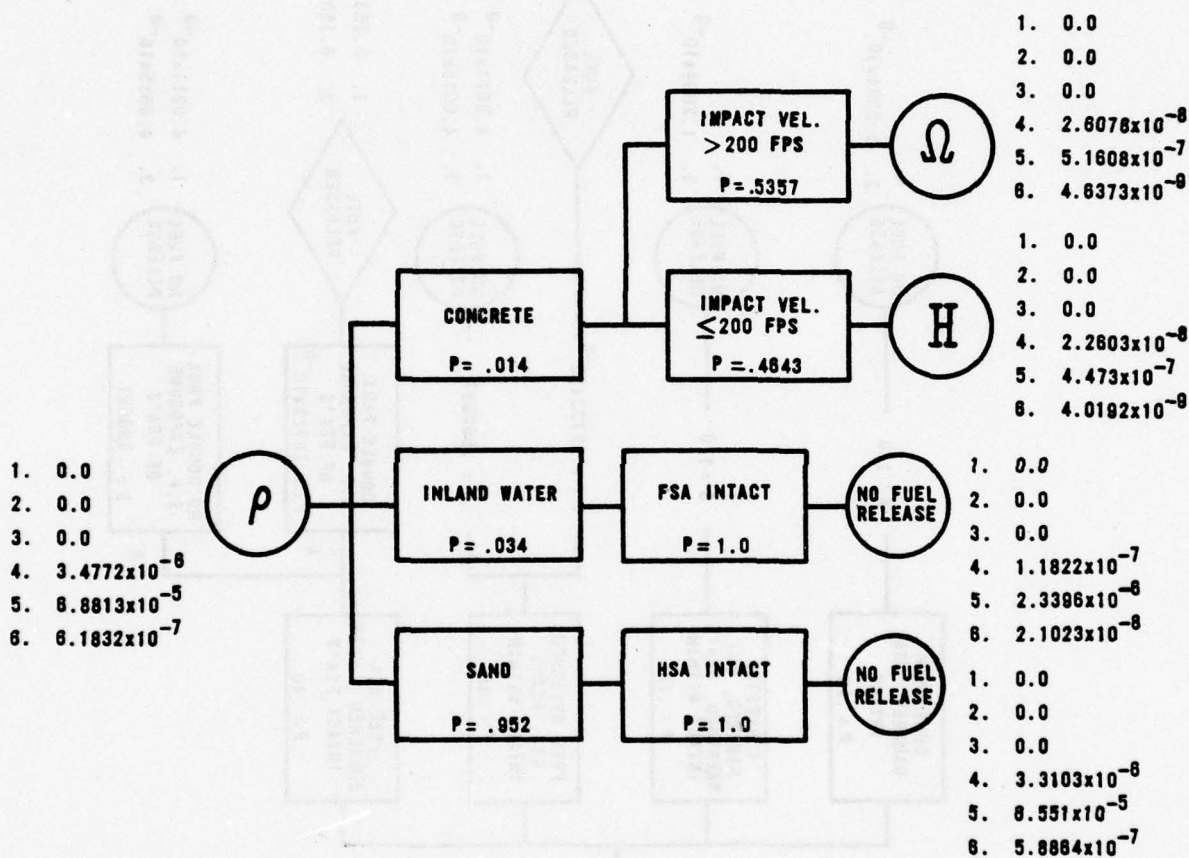 1. 0.0
2. 0.0
3. 0.0
4. 2.6078x10⁻⁸
5. 5.1608x10⁻⁷
6. 4.6373x10⁻⁹
IMPACT VEL.
>200 FPS
P=.5357
Ω
1. 0.0
2. 0.0
3. 0.0
4. 2.2603x10⁻⁸
5. 4.473x10⁻⁷
6. 4.0192x10⁻⁹
CONCRETE
P= .014
IMPACT VEL.
≤200 FPS
P=.4643
H
1. 0.0
2. 0.0
3. 0.0
4. 3.4772x10⁻⁶
5. 6.8813x10⁻⁵
6. 6.1832x10⁻⁷
ρ
INLAND WATER
P= .034
FSA INTACT
P=1.0
NO FUEL
RELEASE
1. 0.0
2. 0.0
3. 0.0
4. 1.1822x10⁻⁷
5. 2.3396x10⁻⁶
6. 2.1023x10⁻⁸
SAND
P= .952
HSA INTACT
P=1.0
NO FUEL
RELEASE
1. 0.0
2. 0.0
3. 0.0
4. 3.3103x10⁻⁶
5. 6.551x10⁻⁵
6. 5.8864x10⁻⁷